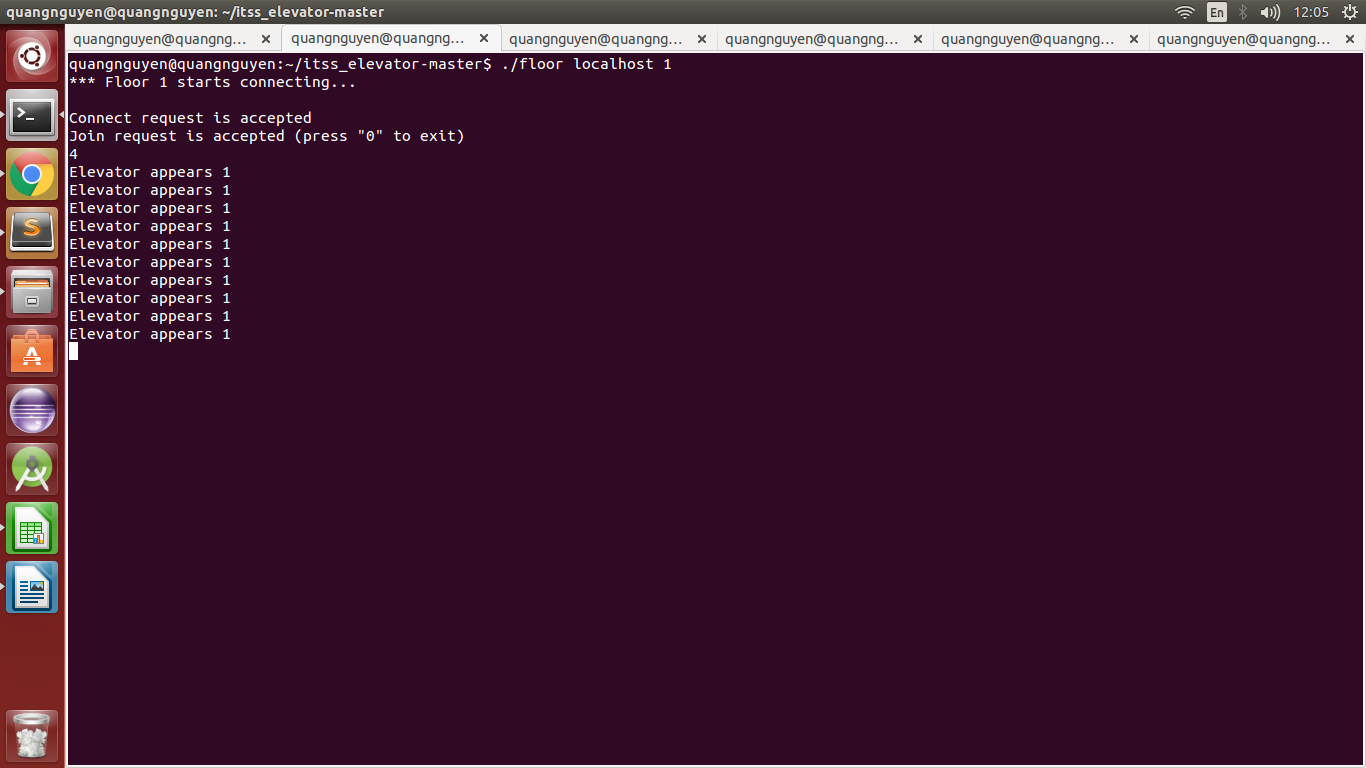 quangnguyen@quangnguyen: ~/itss_elevator-master
En
12:05
quangnguyen@quangng... ×
quangnguyen@quangng... ×
quangnguyen@quangng... ×
quangnguyen@quangng... ×
quangnguyen@quangng... ×
quangnguyen@quangng... ×
quangnguyen@quangnguyen:~/itss_elevator-master$ ./floor localhost 1
*** Floor 1 starts connecting...
Connect request is accepted
Join request is accepted (press "0" to exit)
4
Elevator appears 1
Elevator appears 1
Elevator appears 1
Elevator appears 1
Elevator appears 1
Elevator appears 1
Elevator appears 1
Elevator appears 1
Elevator appears 1
Elevator appears 1